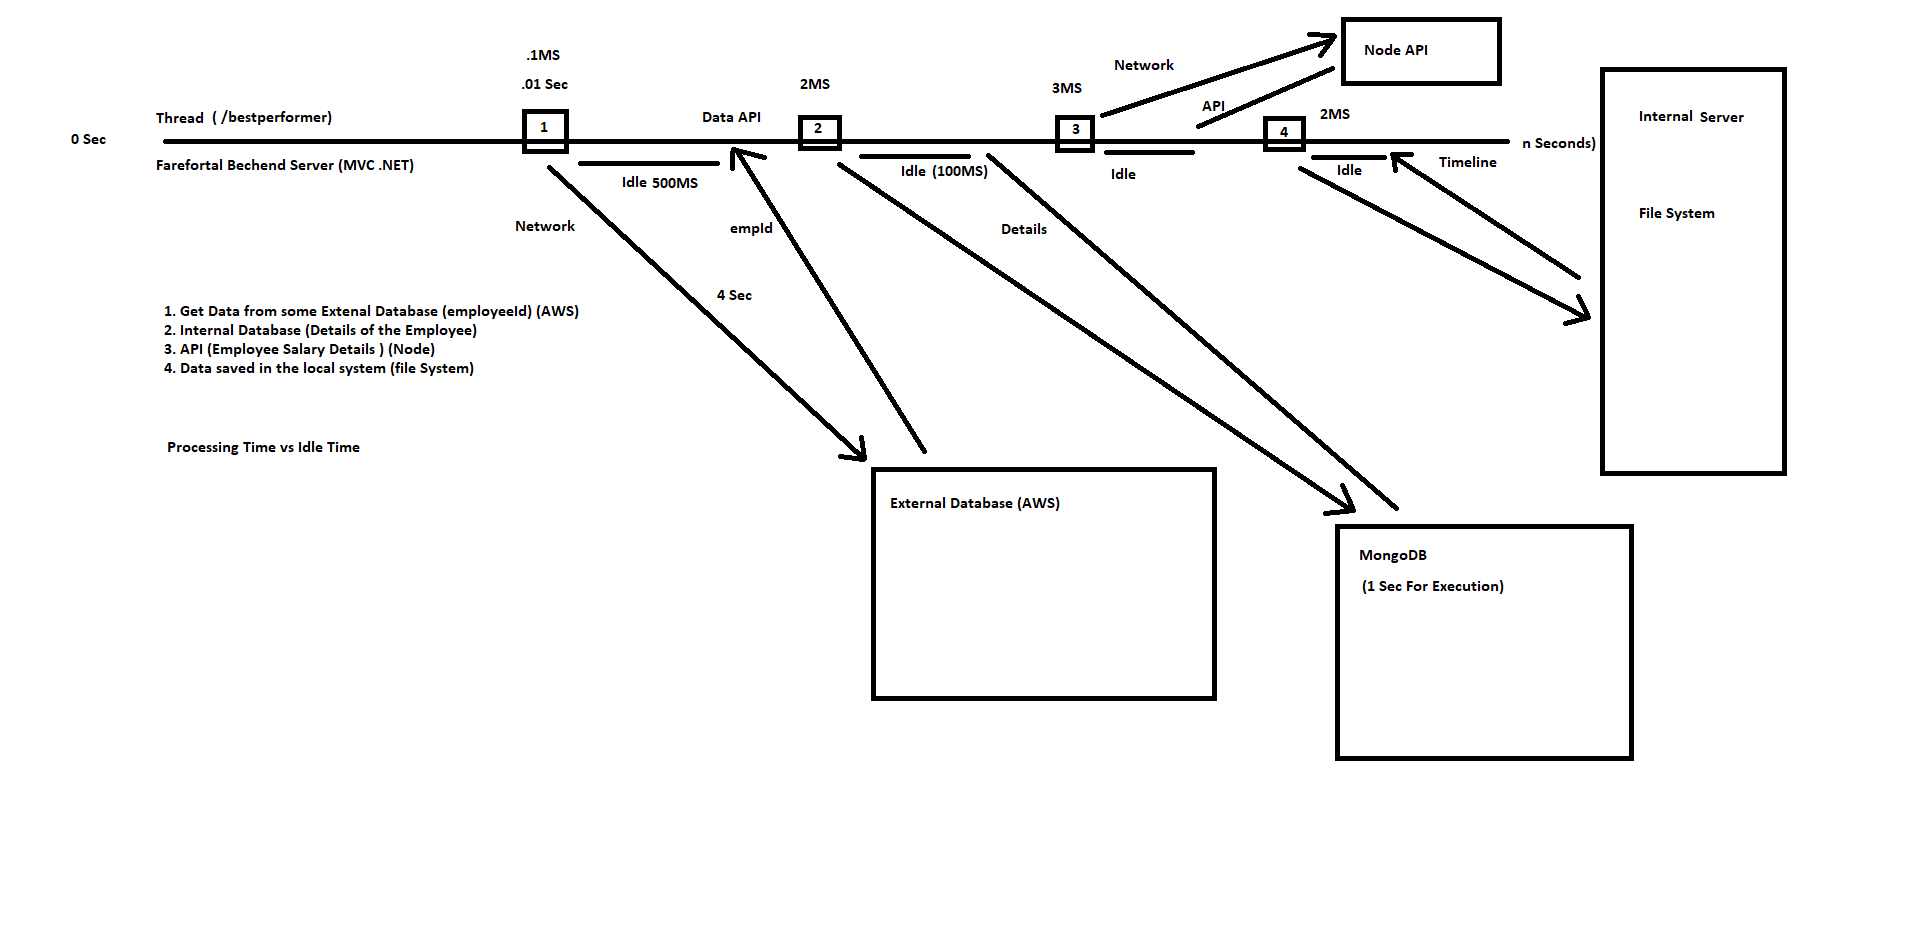 .1MS
.01 Sec
2MS
3MS
Network
Node API
API
2MS
0 Sec
Thread ( /bestperformer)
1
Data API
2
3
4
n Seconds)
Farefortal Bechend Server (MVC .NET)
Idle 500MS
Idle (100MS)
Idle
Idle
Timeline
Internal Server
File System
Network
empId
Details
4 Sec
1. Get Data from some Extenal Database (employeeId) (AWS)
2. Internal Database (Details of the Employee)
3. API (Employee Salary Details ) (Node)
4. Data saved in the local system (file System)
Processing Time vs Idle Time
External Database (AWS)
MongoDB
(1 Sec For Execution)